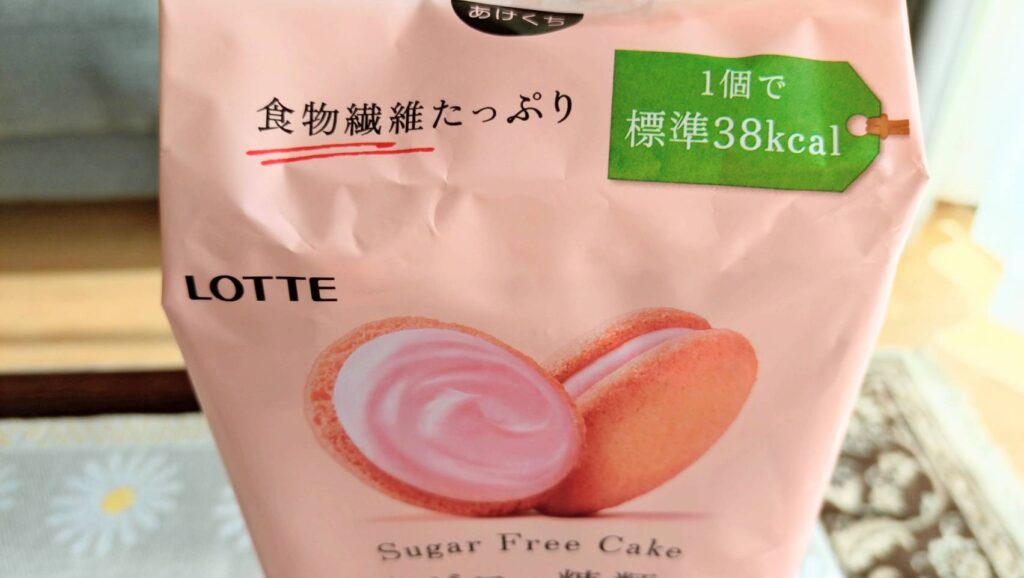 あけくち
食物繊維たっぷり
1個で
標準38kcal
LOTTE
Sugar Free Cake